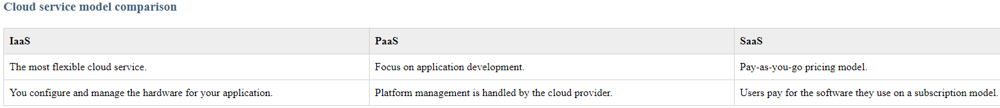 Cloud service model comparison
IaaS PaaS SaaS
The most flexible cloud service. Focus on application development. Pay-as-you-go pricing model.
You configure and manage the hardware for your application. Platform management is handled by the cloud provider. Users pay for the software they use on a subscription model.